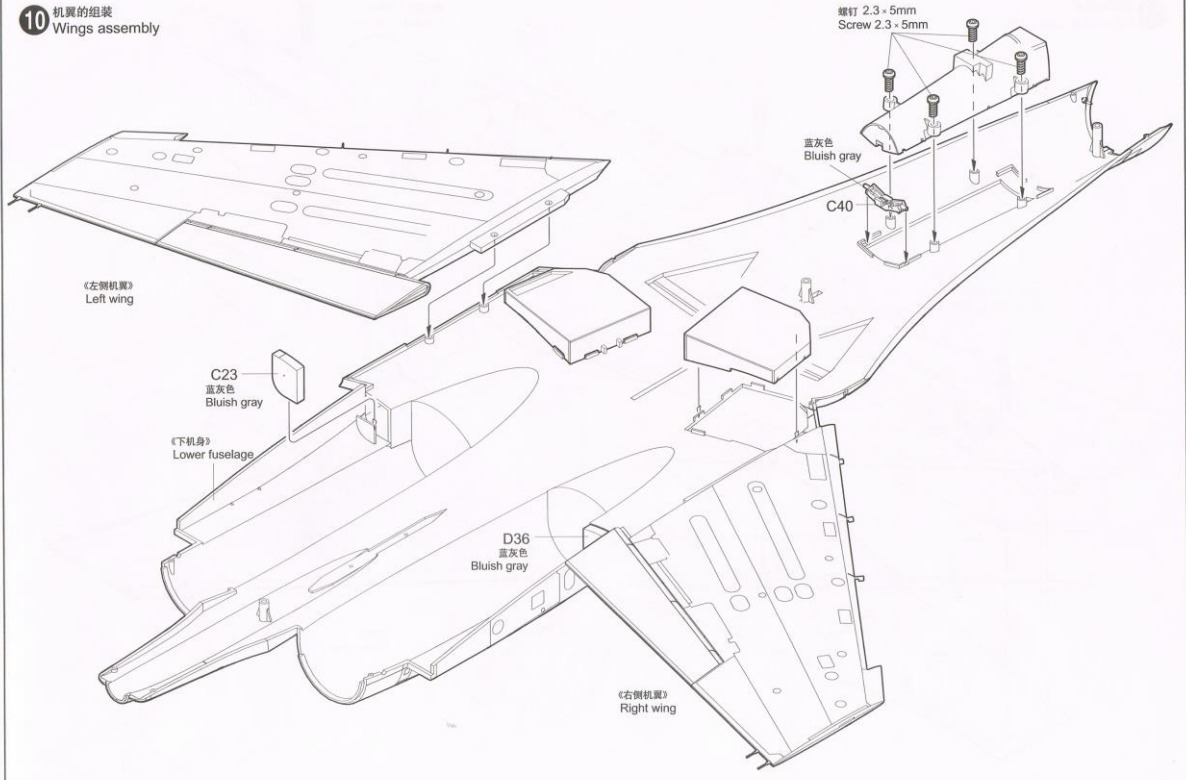 10 机翼的组装
Wings assembly
螺钉 2.3×5mm
Screw 2.3×5mm
蓝灰色
Bluish gray
C40
《左侧机翼》
Left wing
C23
蓝灰色
Bluish gray
《下机身》
Lower fuselage
D36
蓝灰色
Bluish gray
《右侧机翼》
Right wing